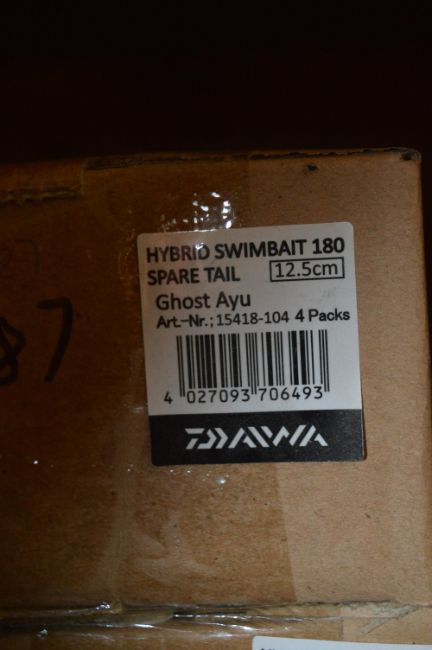 HYBRID SWIMBAIT 180
SPARE TAIL 12.5cm
Ghost Ayu
Art.-Nr.;15418-104 4 Packs
4 027093 706493
DAIWA
87